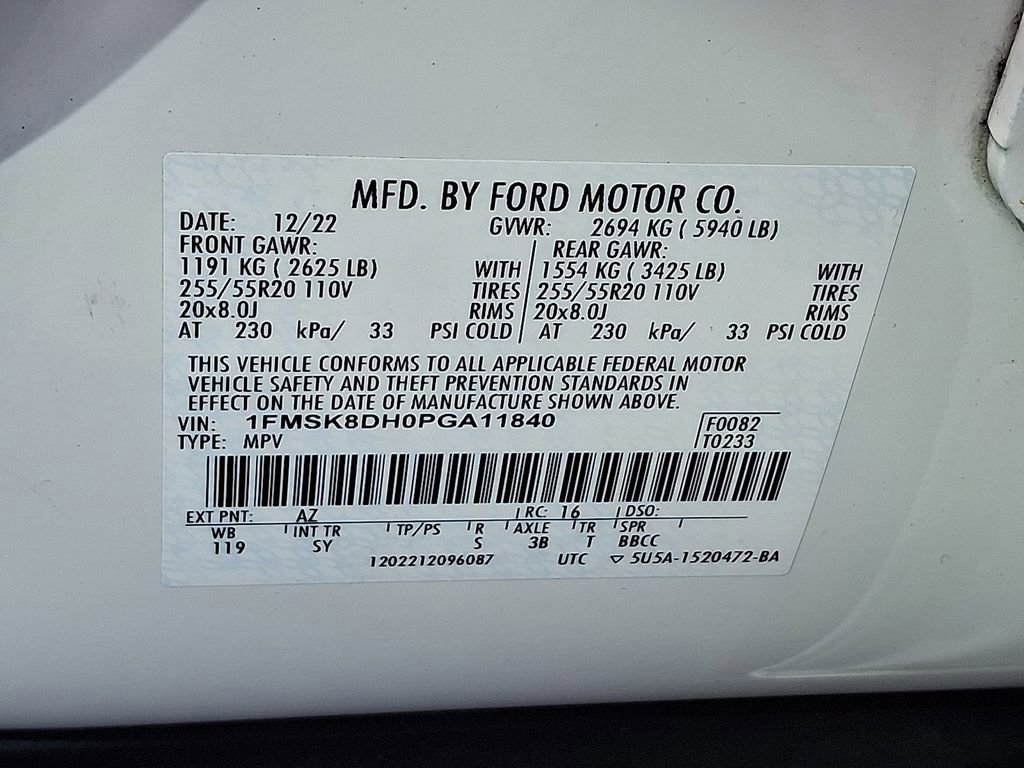 MFD. BY FORD MOTOR CO.
DATE: 12/22 GVWR: 2694 KG ( 5940 LB)
FRONT GAWR: REAR GAWR:
1191 KG ( 2625 LB) WITH 1554 KG ( 3425 LB) WITH
255/55R20 110V TIRES 255/55R20 110V TIRES
20x8.0J RIMS 20x8.0J RIMS
AT 230 kPa/ 33 PSI COLD AT 230 kPa/ 33 PSI COLD
THIS VEHICLE CONFORMS TO ALL APPLICABLE FEDERAL MOTOR
VEHICLE SAFETY AND THEFT PREVENTION STANDARDS IN
EFFECT ON THE DATE OF MANUFACTURE SHOWN ABOVE.
VIN: 1FMSK8DH0PGA11840 F0082
TYPE: MPV T0233
EXT PNT: AZ RC: 16 DSO:
WB INT TR TP/PS R AXLE TR SPR
119 SY S 3B T BBCC
1202212096087 UTC ▽ 5U5A-1520472-BA